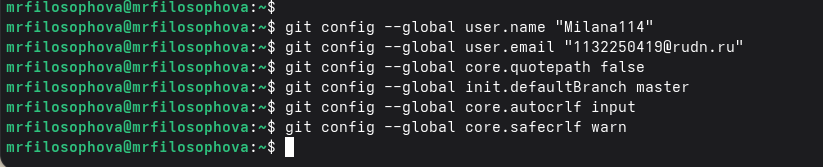 mrfilosophova@mrfilosophova:~$
mrfilosophova@mrfilosophova:~$ git config --global user.name "Milana114"
mrfilosophova@mrfilosophova:~$ git config --global user.email "1132250419@rudn.ru"
mrfilosophova@mrfilosophova:~$ git config --global core.quotepath false
mrfilosophova@mrfilosophova:~$ git config --global init.defaultBranch master
mrfilosophova@mrfilosophova:~$ git config --global core.autocrlf input
mrfilosophova@mrfilosophova:~$ git config --global core.safecrlf warn
mrfilosophova@mrfilosophova:~$